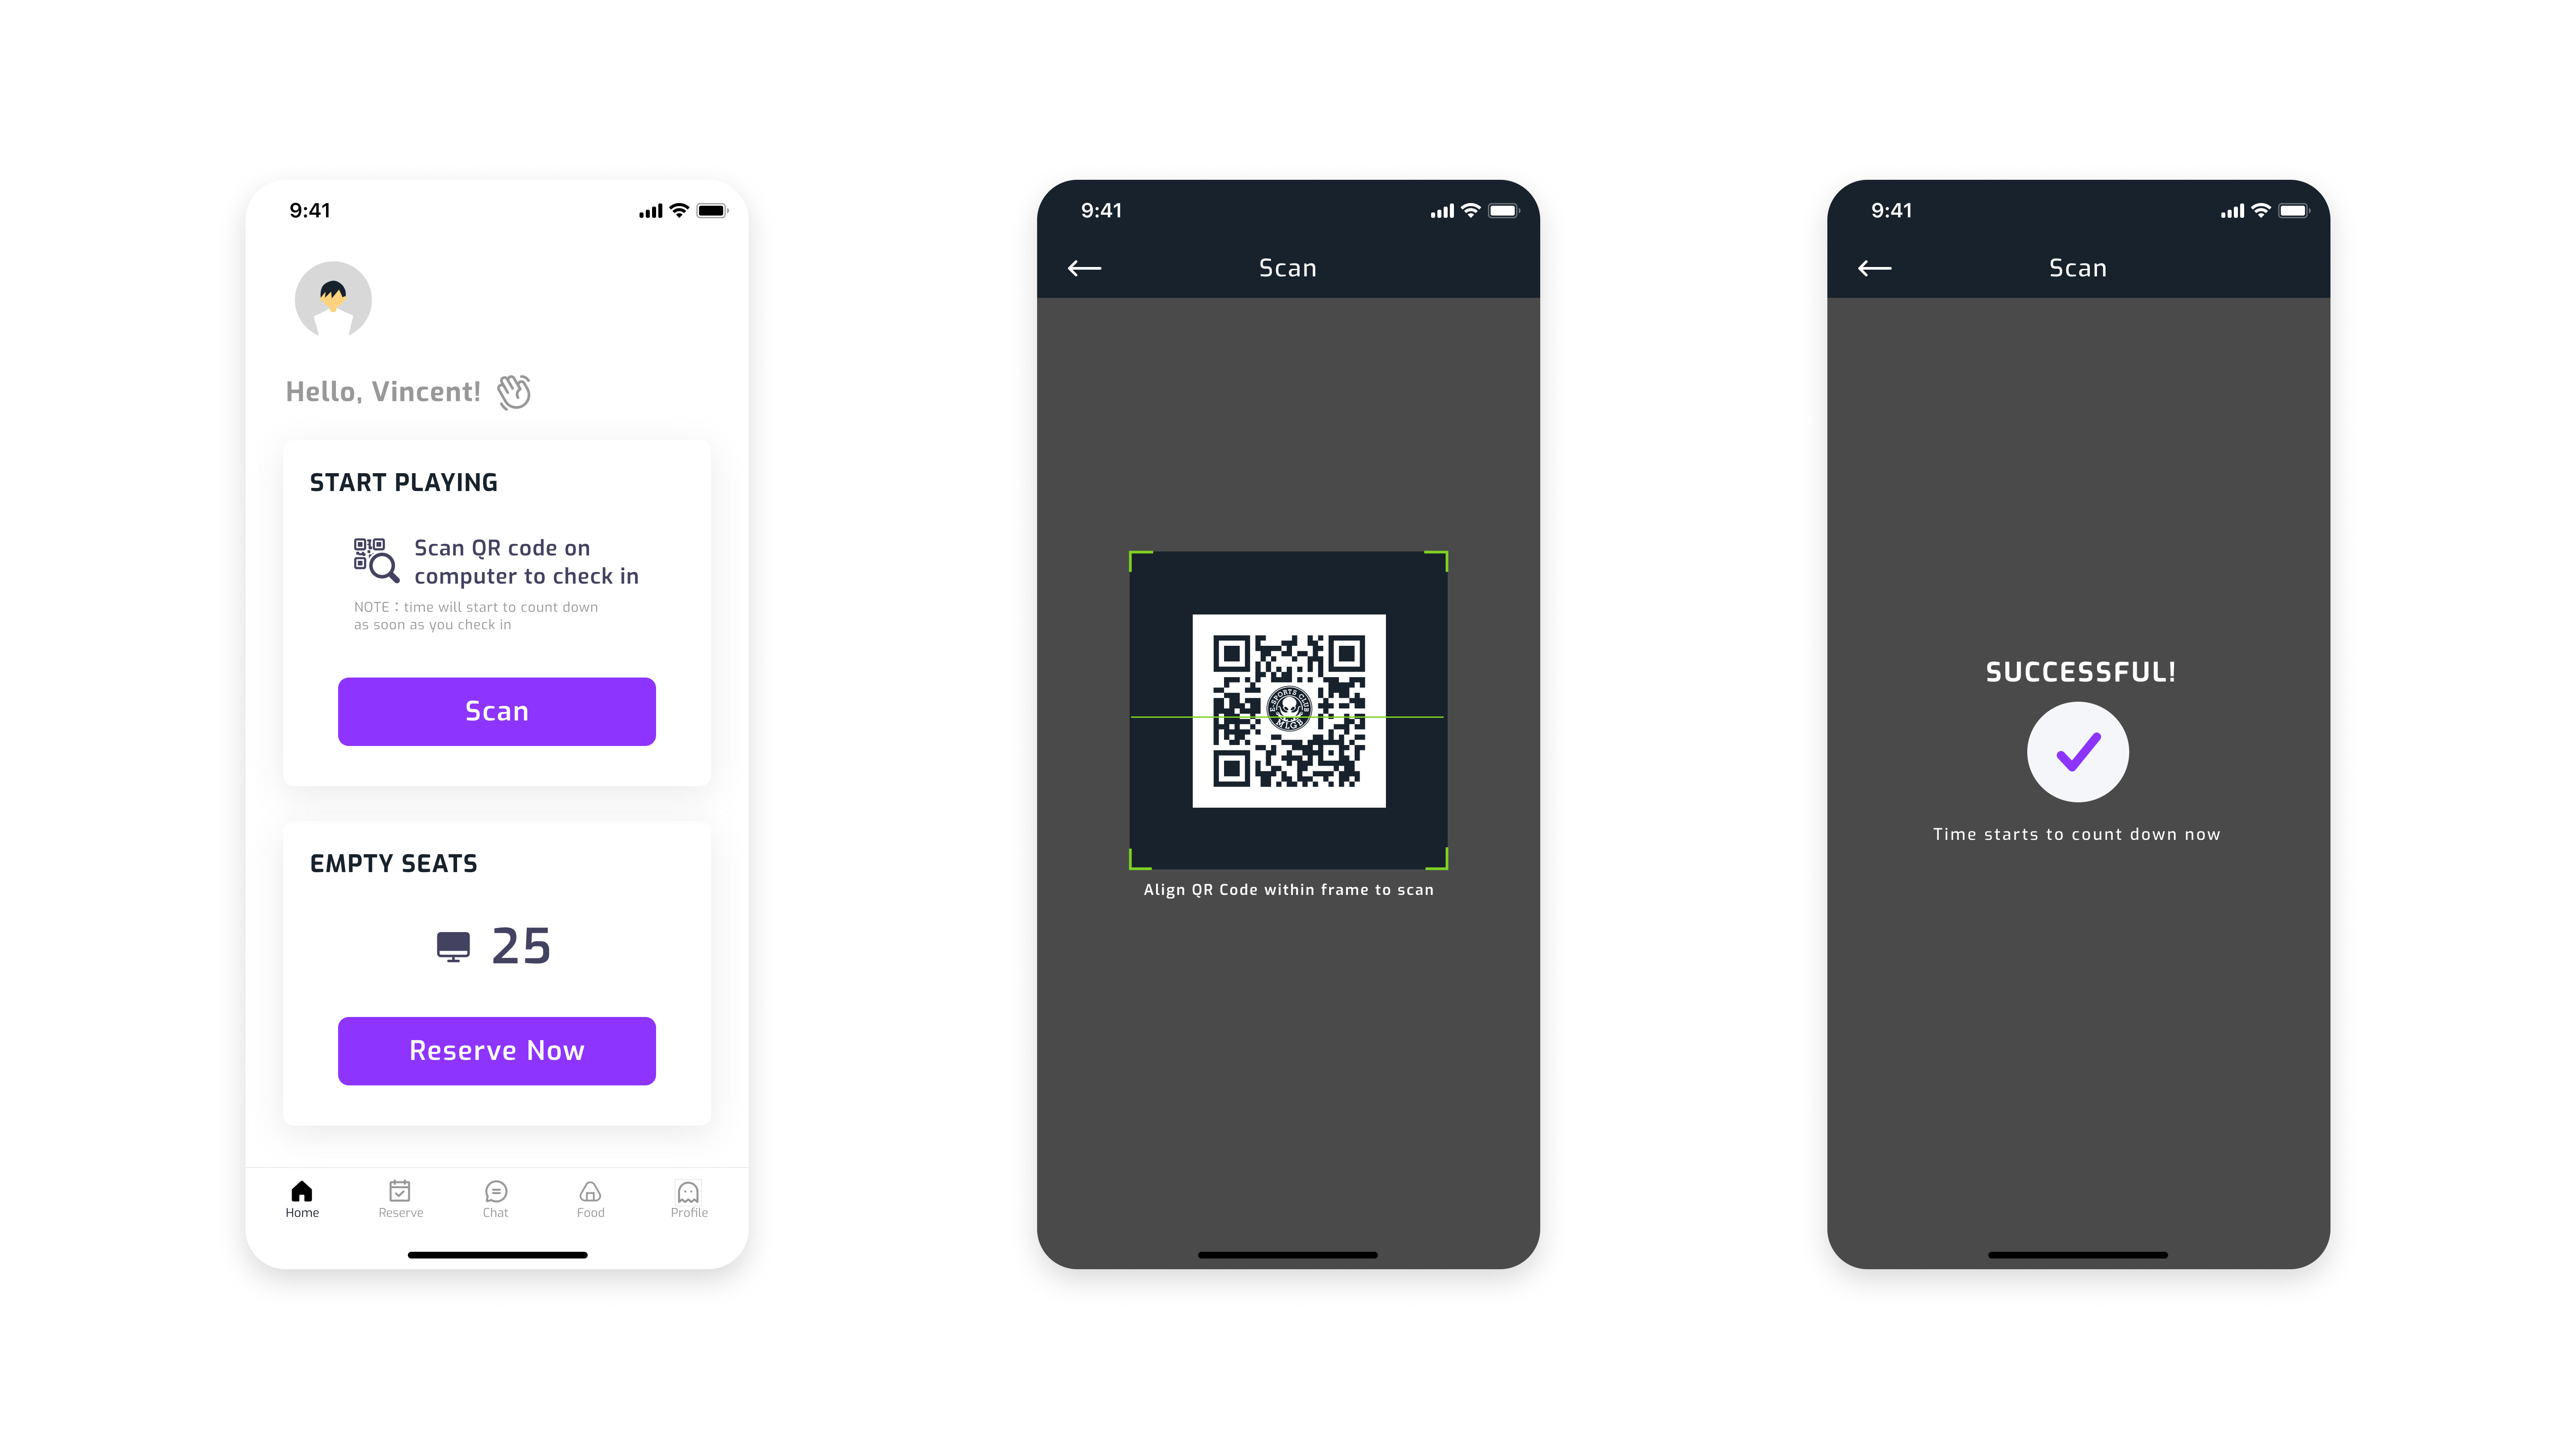 9:41
Hello, Vincent!
START PLAYING
Scan QR code on
computer to check in
NOTE：time will start to count down
as soon as you check in
Scan
EMPTY SEATS
25
Reserve Now
Home
Reserve
Chat
Food
Profile
9:41
Scan
E-SPORTS CLUB
MIGB
Align QR Code within frame to scan
9:41
Scan
SUCCESSFUL!
Time starts to count down now